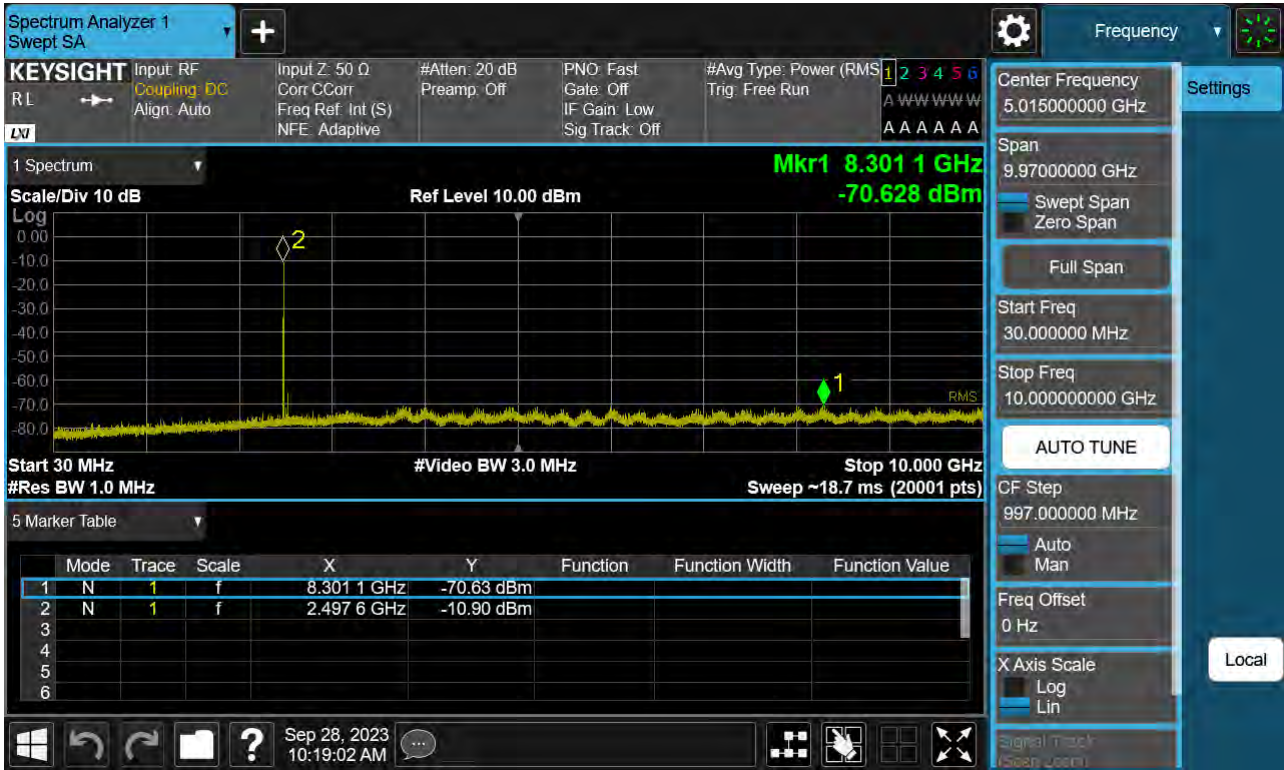 Spectrum Analyzer 1
Swept SA
Frequency
KEYSIGHT
RL
LXI
Input: RF
Coupling: DC
Align: Auto
Input Z: 50 Ω
Corr CCorr
Freq Ref: Int (S)
NFE: Adaptive
#Atten: 20 dB
Preamp: Off
PNO: Fast
Gate: Off
IF Gain: Low
Sig Track: Off
#Avg Type: Power (RMS
Trig: Free Run
1 2 3 4 5 6
A W W W W W
A A A A A A
1 Spectrum
Scale/Div 10 dB
Ref Level 10.00 dBm
Mkr1 8.301 1 GHz
-70.628 dBm
Log
0.00
-10.0
-20.0
-30.0
-40.0
-50.0
-60.0
-70.0
-80.0
2
1
RMS
Start 30 MHz
#Video BW 3.0 MHz
Stop 10.000 GHz
#Res BW 1.0 MHz
Sweep ~18.7 ms (20001 pts)
5 Marker Table
Mode Trace Scale X Y Function Function Width Function Value
1 N 1 f 8.301 1 GHz -70.63 dBm
2 N 1 f 2.497 6 GHz -10.90 dBm
3
4
5
6
Sep 28, 2023
10:19:02 AM
Center Frequency
5.015000000 GHz
Settings
Span
9.97000000 GHz
Swept Span
Zero Span
Full Span
Start Freq
30.000000 MHz
Stop Freq
10.000000000 GHz
AUTO TUNE
CF Step
997.000000 MHz
Auto
Man
Freq Offset
0 Hz
X Axis Scale
Log
Lin
Local
Signal Track
(Span Zoom)